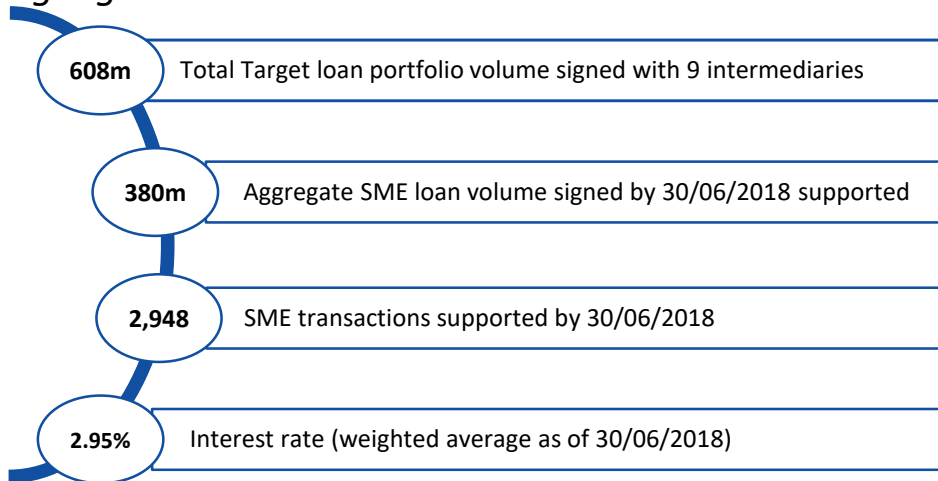 608m
Total Target loan portfolio volume signed with 9 intermediaries
380m
Aggregate SME loan volume signed by 30/06/2018 supported
2,948
SME transactions supported by 30/06/2018
2.95%
Interest rate (weighted average as of 30/06/2018)